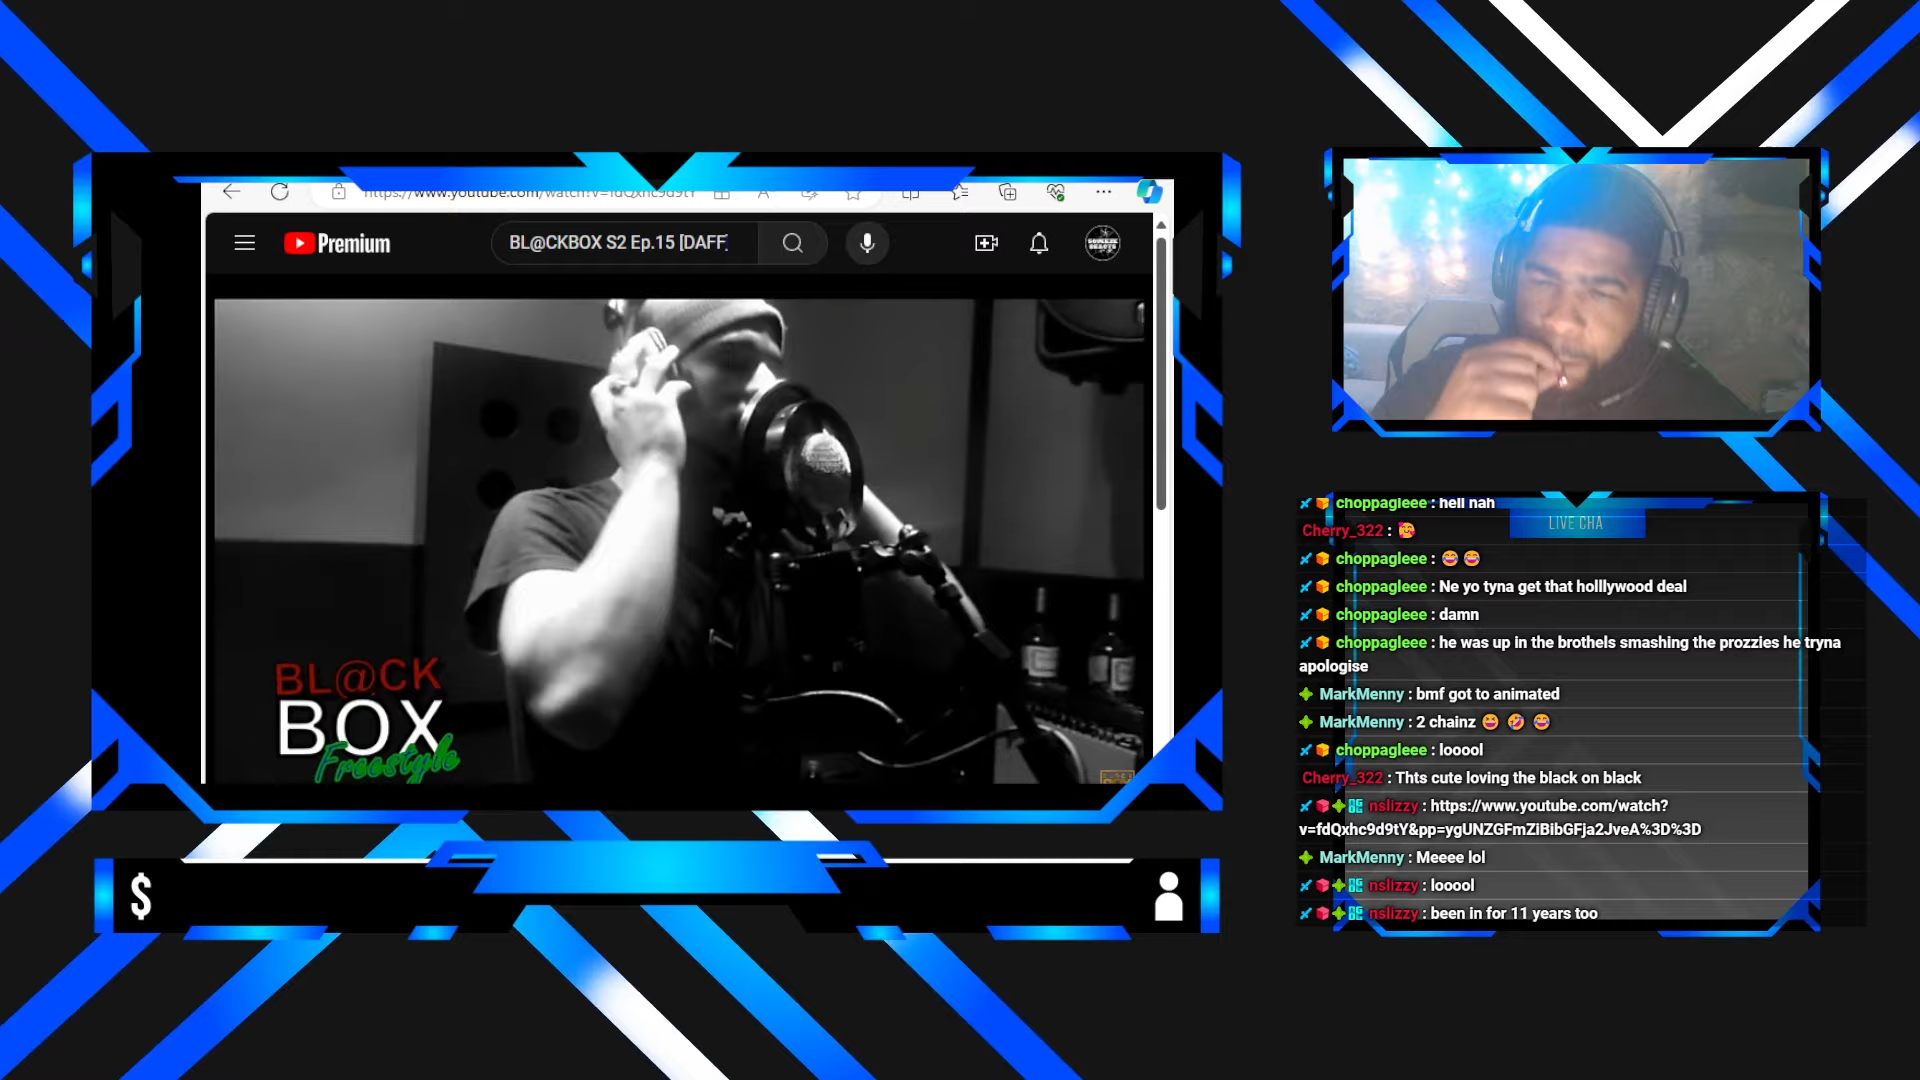 https://www.youtube.com/watch?v=fdQxhc9d9tY
Premium
BL@CKBOX S2 Ep.15 [DAFF
BL@CK
BOX
Freestyle
$
LIVE CHA
choppagleee : hell nah
Cherry_322 : 🥰
choppagleee : 😂 😂
choppagleee : Ne yo tyna get that holllywood deal
choppagleee : damn
choppagleee : he was up in the brothels smashing the prozzies he tryna
apologise
MarkMenny : bmf got to animated
MarkMenny : 2 chainz 😆 🤣 😂
choppagleee : looool
Cherry_322 : Thts cute loving the black on black
nslizzy : https://www.youtube.com/watch?
v=fdQxhc9d9tY&pp=ygUNZGFmZiBibGFja2JveA%3D%3D
MarkMenny : Meeee lol
nslizzy : looool
nslizzy : been in for 11 years too